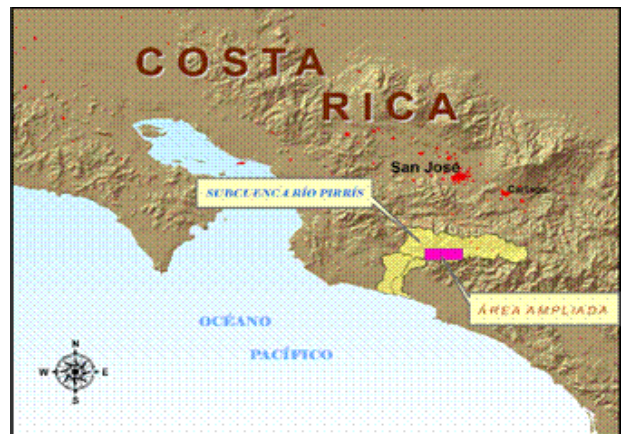 COSTA
RICA
San José
Cartago
SUBCUENCA RÍO PIRRÍS
ÁREA AMPLIADA
OCÉANO
PACÍFICO
N
W
E
S